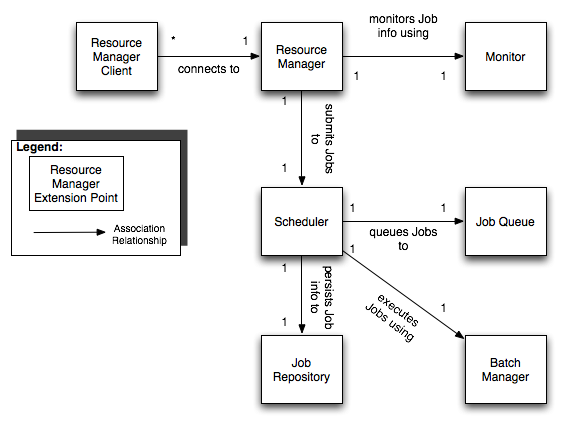 monitors Job
info using
Resource
Manager
Client
*
1
connects to
Resource
Manager
1
1
Monitor
1
submits Jobs
to
1
Legend:
Resource
Manager
Extension Point
Association
Relationship
Scheduler
1
1
queues Jobs
to
Job Queue
1
persists Job
info to
1
1
executes
Jobs using
1
Job
Repository
Batch
Manager